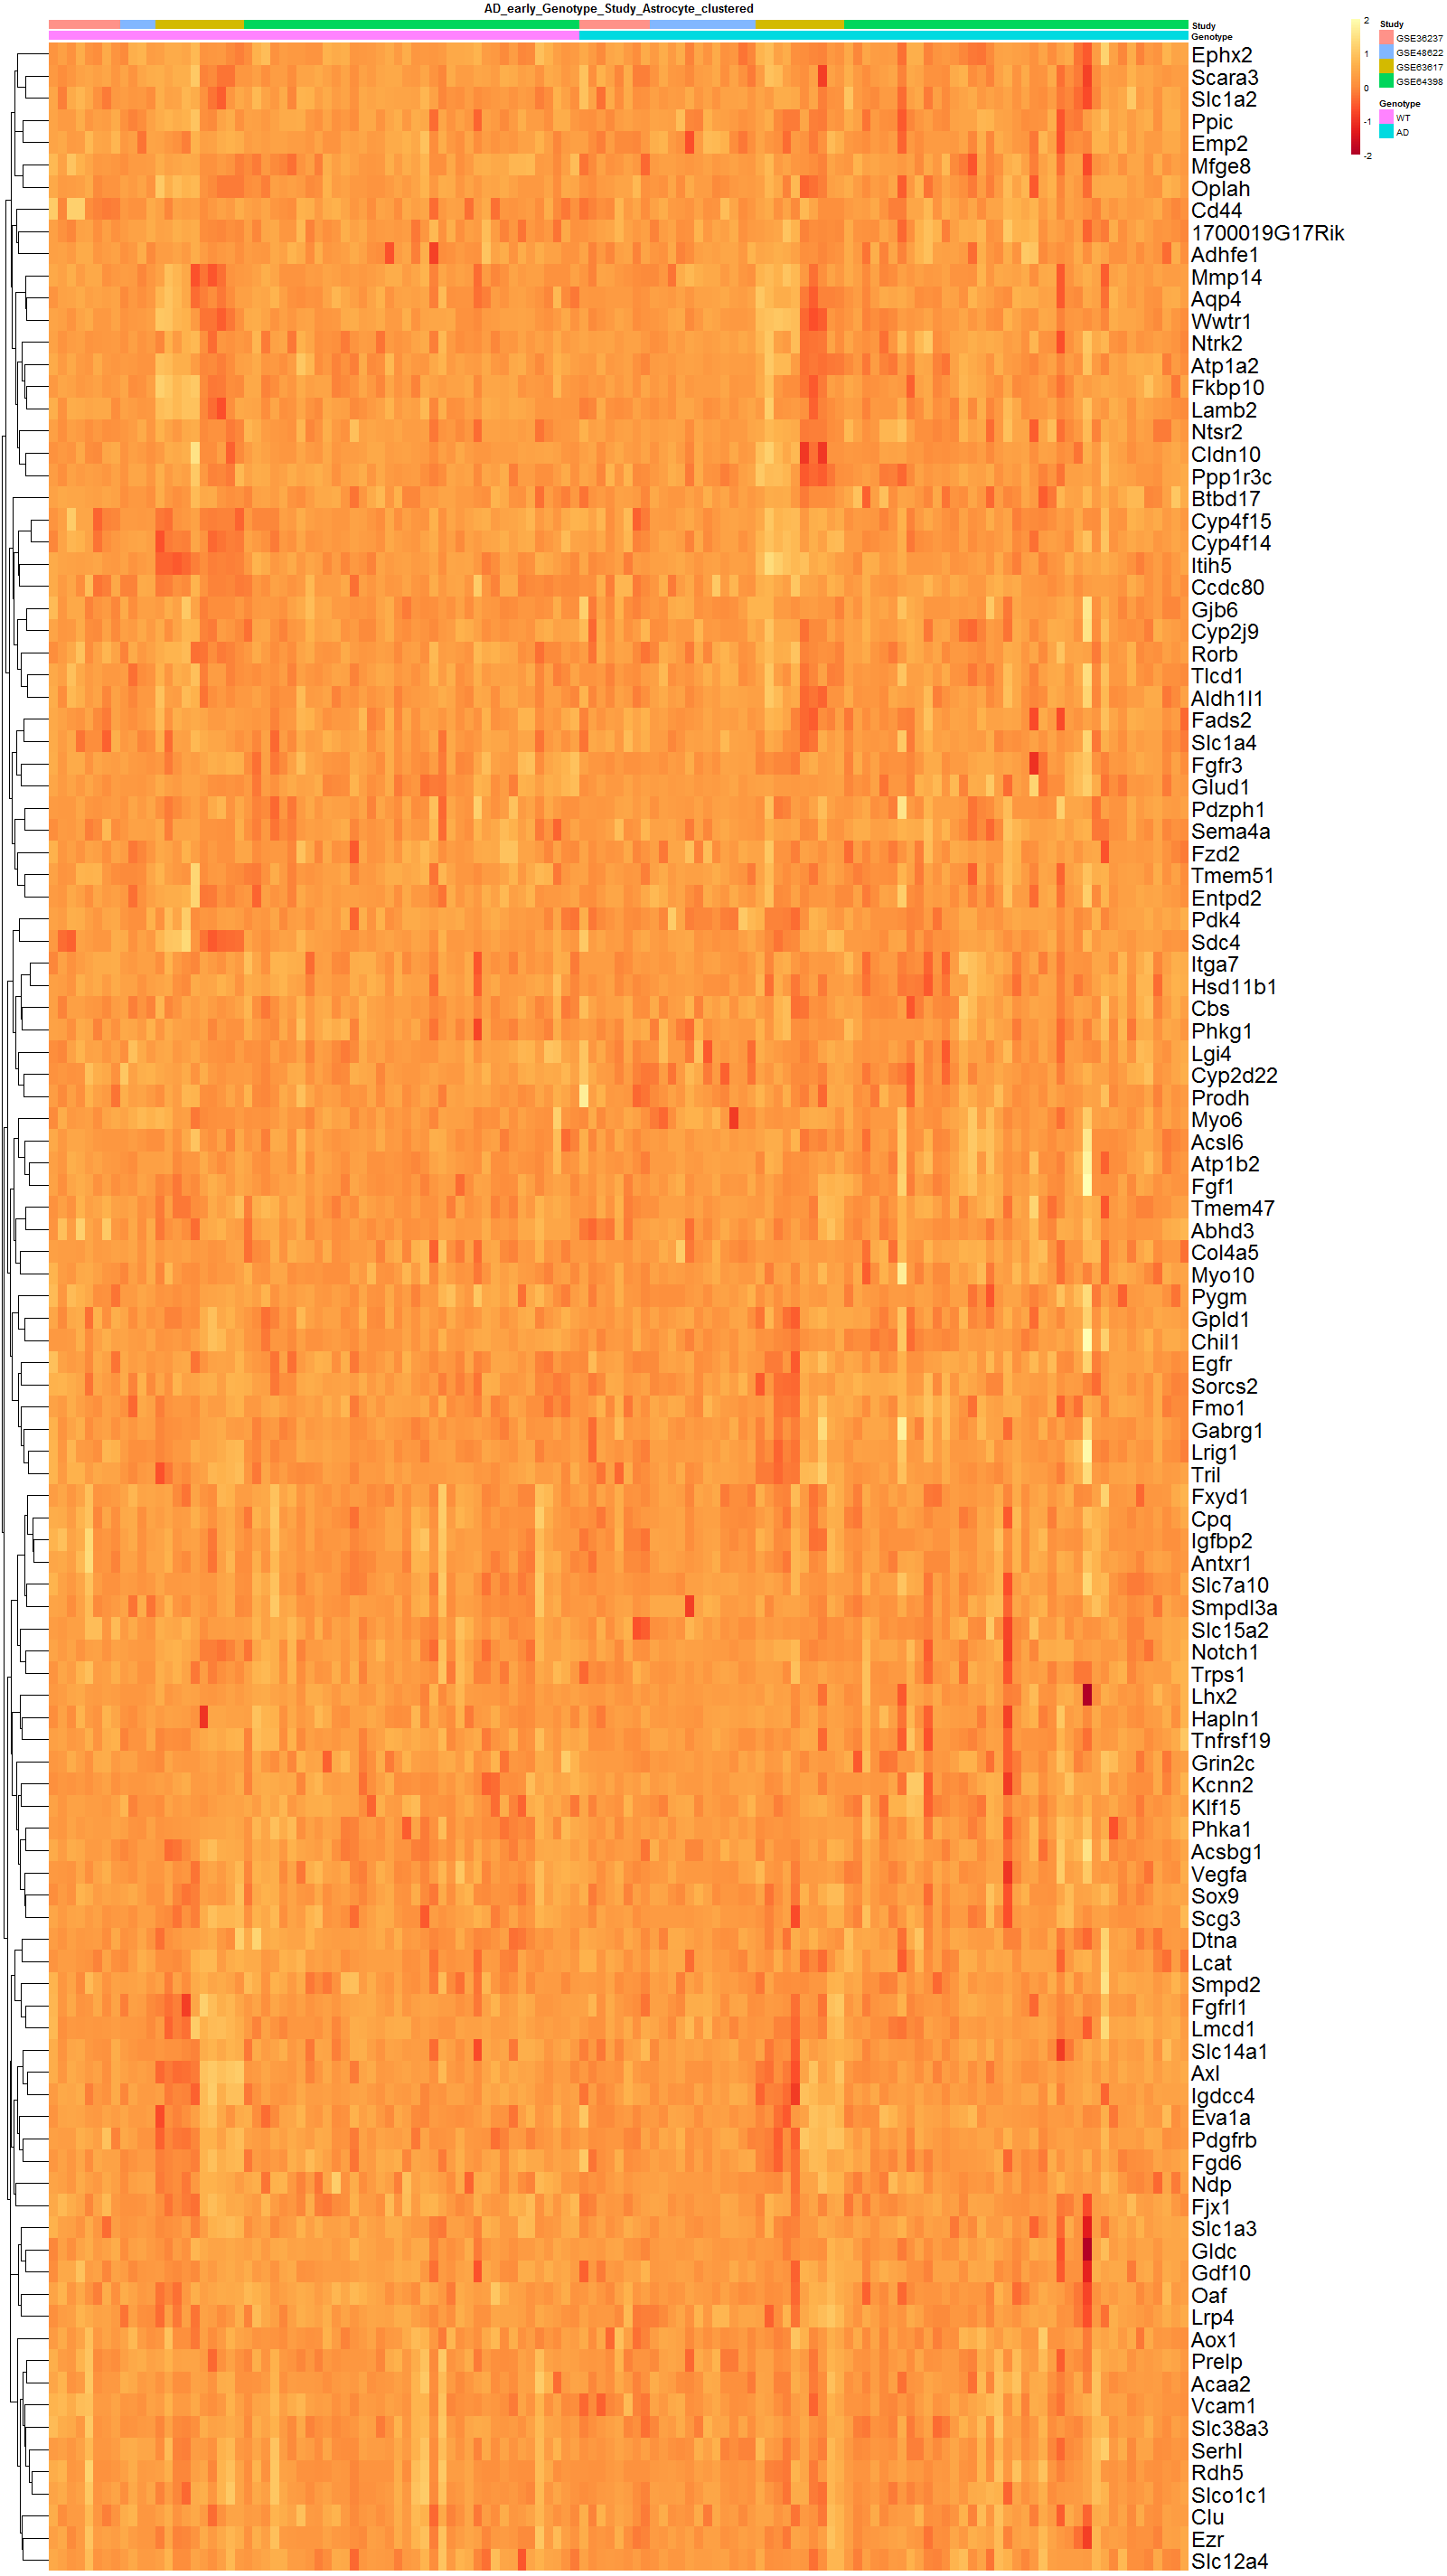 AD_early_Genotype_Study_Astrocyte_clustered
Study
Genotype
2
1
0
-1
-2
Study
GSE36237
GSE48622
GSE63617
GSE64398
Genotype
WT
AD
Ephx2
Scara3
Slc1a2
Ppic
Emp2
Mfge8
Oplah
Cd44
1700019G17Rik
Adhfe1
Mmp14
Aqp4
Wwtr1
Ntrk2
Atp1a2
Fkbp10
Lamb2
Ntsr2
Cldn10
Ppp1r3c
Btbd17
Cyp4f15
Cyp4f14
Itih5
Ccdc80
Gjb6
Cyp2j9
Rorb
Tlcd1
Aldh1l1
Fads2
Slc1a4
Fgfr3
Glud1
Pdzph1
Sema4a
Fzd2
Tmem51
Entpd2
Pdk4
Sdc4
Itga7
Hsd11b1
Cbs
Phkg1
Lgi4
Cyp2d22
Prodh
Myo6
Acsl6
Atp1b2
Fgf1
Tmem47
Abhd3
Col4a5
Myo10
Pygm
Gpld1
Chil1
Egfr
Sorcs2
Fmo1
Gabrg1
Lrig1
Tril
Fxyd1
Cpq
Igfbp2
Antxr1
Slc7a10
Smpdl3a
Slc15a2
Notch1
Trps1
Lhx2
Hapln1
Tnfrsf19
Grin2c
Kcnn2
Klf15
Phka1
Acsbg1
Vegfa
Sox9
Scg3
Dtna
Lcat
Smpd2
Fgfrl1
Lmcd1
Slc14a1
Axl
Igdcc4
Eva1a
Pdgfrb
Fgd6
Ndp
Fjx1
Slc1a3
Gldc
Gdf10
Oaf
Lrp4
Aox1
Prelp
Acaa2
Vcam1
Slc38a3
Serhl
Rdh5
Slco1c1
Clu
Ezr
Slc12a4